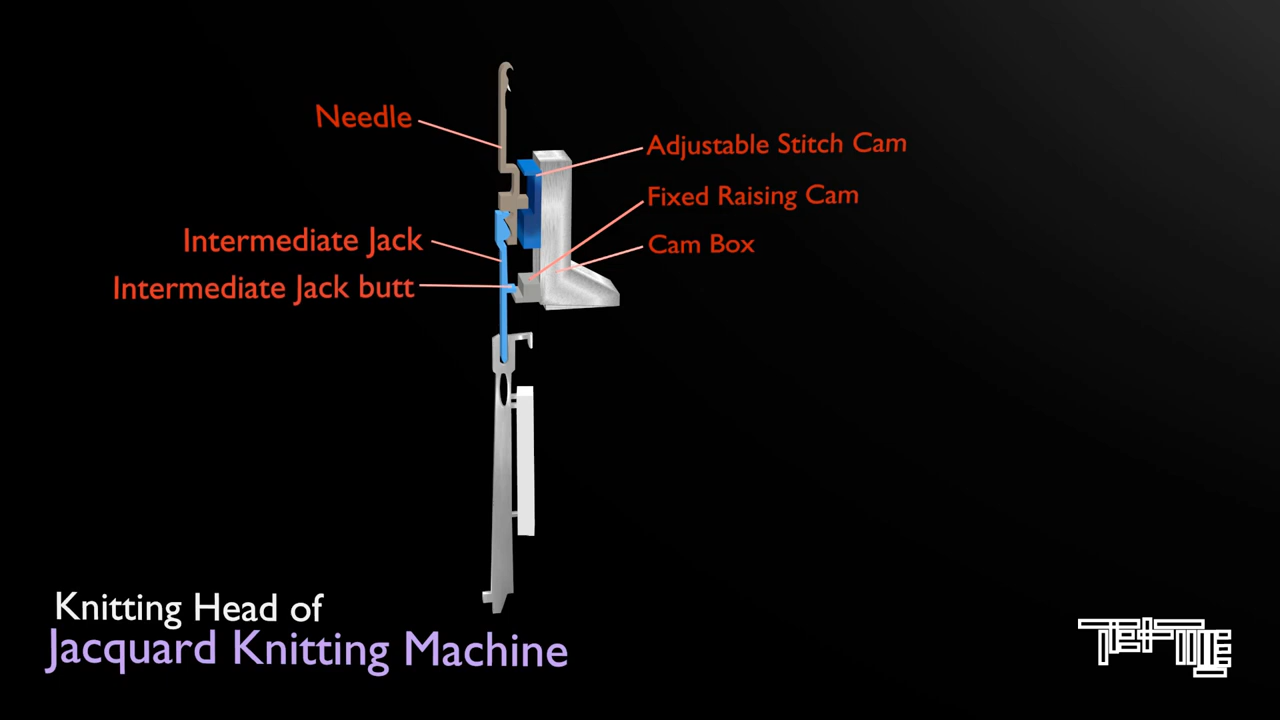 Needle
Adjustable Stitch Cam
Fixed Raising Cam
Intermediate Jack
Cam Box
Intermediate Jack butt
Knitting Head of
Jacquard Knitting Machine